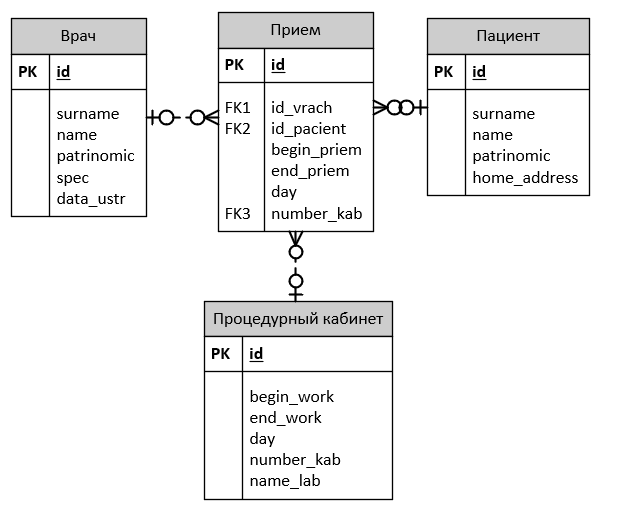 Врач
PK id
surname
name
patrinomic
spec
data_ustr
Прием
PK id
FK1 id_vrach
FK2 id_pacient
begin_priem
end_priem
day
FK3 number_kab
Пациент
PK id
surname
name
patrinomic
home_address
Процедурный кабинет
PK id
begin_work
end_work
day
number_kab
name_lab